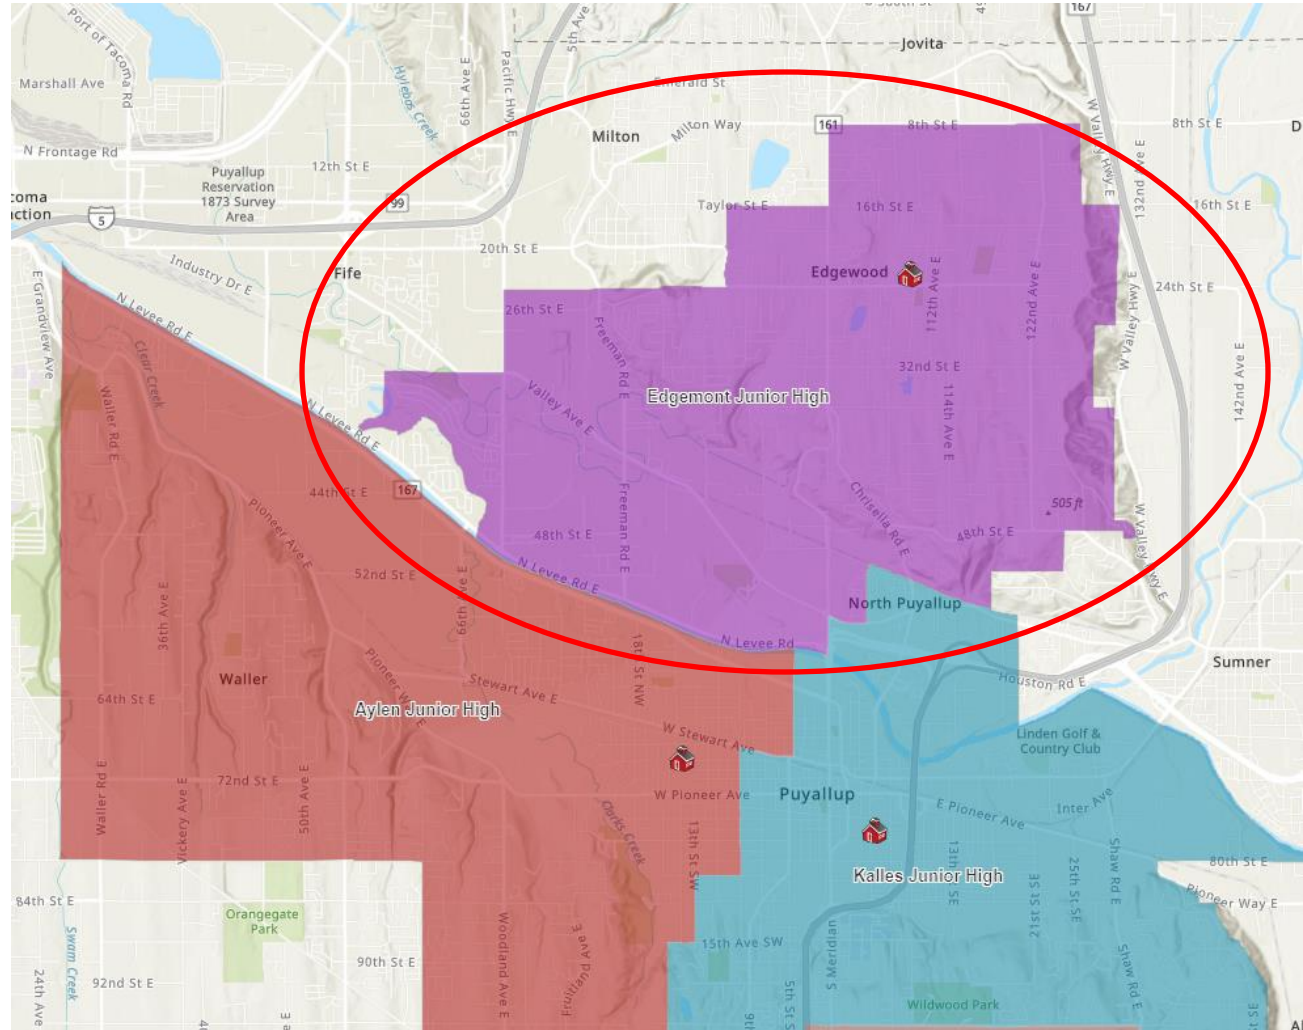 Port of Tacoma Rd
Marshall Ave
N Frontage Rd
Hylebos Creek
66th Ave E
Pacific Hwy E
5th Ave
Jovita
167
Emerald St
Milton
Milton Way
161
8th St E
W Valley Hwy E
8th St E
D
12th St E
Puyallup
Reservation
1873 Survey
Area
coma
ction
5
99
Taylor St E
16th St E
132nd Ave E
16th St E
20th St E
Industry Dr E
Fife
Edgewood
112th Ave E
122nd Ave E
W Valley Hwy E
24th St E
E Grandview Ave
N Levee Rd E
26th St E
Freeman Rd E
Clear Creek
32nd St E
142nd Ave E
Waller Rd E
N Levee Rd E
Valley Ave E
Edgemont Junior High
114th Ave E
44th St E
167
Pioneer Ave E
Freeman Rd E
Chrisella Rd E
505 ft
48th St E
48th St E
W Valley Hwy E
52nd St E
N Levee Rd E
36th Ave E
66th Ave E
North Puyallup
18th St NW
N Levee Rd
Waller
Pioneer Way E
Stewart Ave E
Houston Rd E
Sumner
64th St E
Aylen Junior High
W Stewart Ave
Linden Golf &
Country Club
Waller Rd E
Vickery Ave E
50th Ave E
72nd St E
W Pioneer Ave
Puyallup
E Pioneer Ave
Inter Ave
Clarks Creek
13th St SW
Kalles Junior High
13th St SE
21st St SE
25th St SE
Shaw Rd E
80th St E
Pioneer Way E
84th St E
Orangegate
Park
Swam Creek
Woodland Ave E
Fruitland Ave E
15th Ave SW
S Meridian
Shaw Rd E
24th Ave
92nd St E
90th St E
5th St S
Wildwood Park